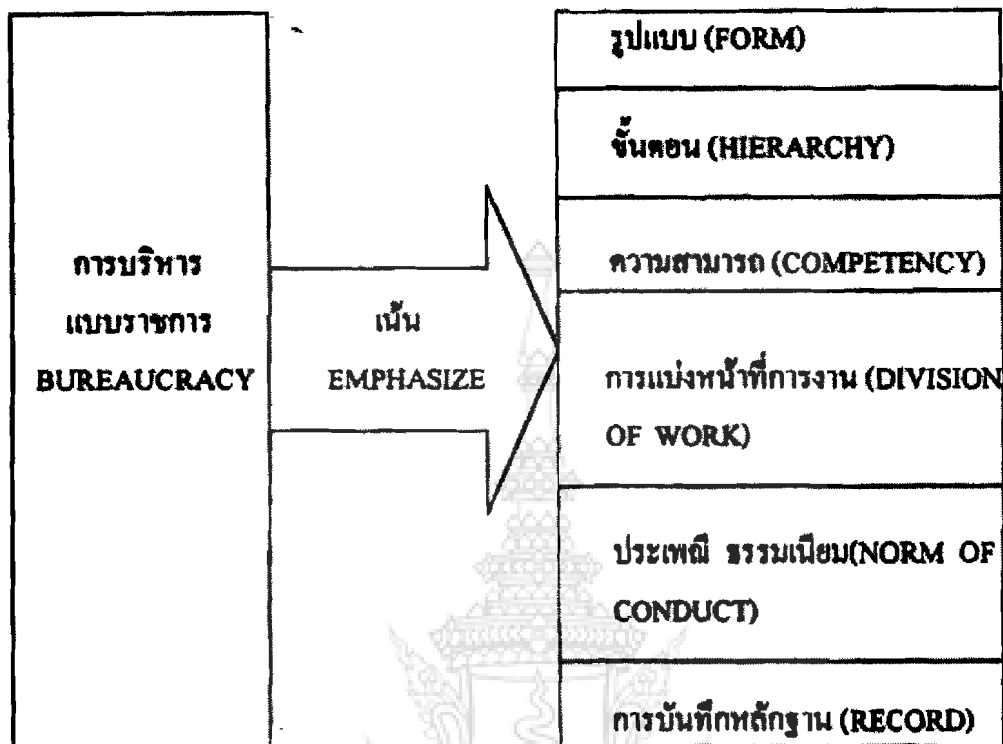 การบริหาร
แบบราชการ
BUREAUCRACY
เน้น
EMPHASIZE
รูปแบบ (FORM)
ขั้นตอน (HIERARCHY)
ความสามารถ (COMPETENCY)
การแบ่งหน้าที่การงาน (DIVISION
OF WORK)
ประเพณี ธรรมเนียม(NORM OF
CONDUCT)
การบันทึกหลักฐาน (RECORD)